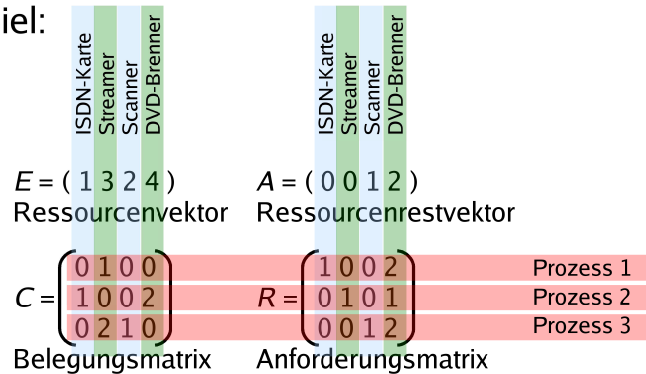 iel:
ISDN-Karte Streamer Scanner DVD-Brenner ISDN-Karte Streamer Scanner DVD-Brenner
E = ( 1 3 2 4 ) A = ( 0 0 1 2 )
Ressourcenvektor Ressourcenrestvektor
0 1 0 0 1 0 0 2 Prozess 1
C = 1 0 0 2 R = 0 1 0 1 Prozess 2
0 2 1 0 0 0 1 2 Prozess 3
Belegungsmatrix Anforderungsmatrix